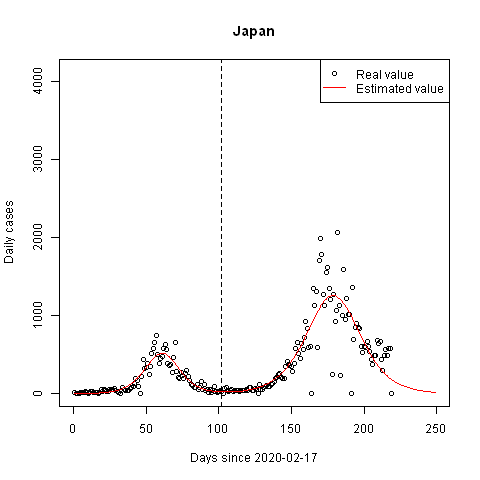 Japan
Real value
Estimated value
Daily cases
4000
3000
2000
1000
0
0 50 100 150 200 250
Days since 2020-02-17